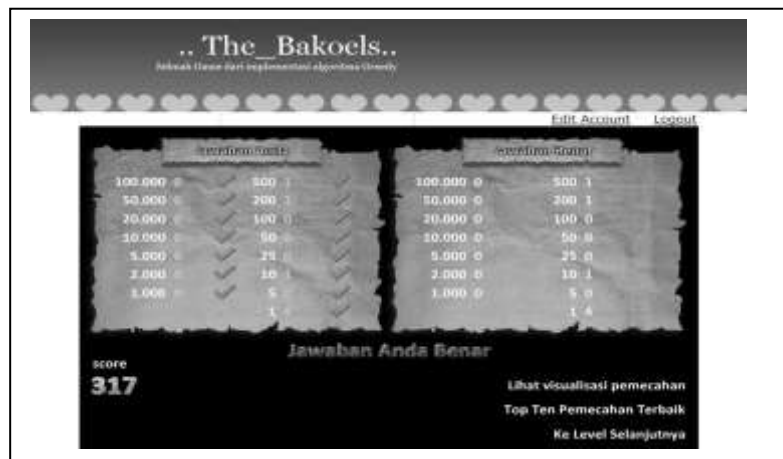 .. The_Bakoels..
Sebuah Game dari implementasi algoritma Greedy
Edit Account Logout
Jawaban Anda
100.000 0 500 1
50.000 200 1
20.000 100 0
10.000 50
5.000 25
2.000 10
1.000 5
1
Jawaban Benar
100.000 0 500 1
50.000 0 200 1
20.000 0 100 0
10.000 0 50 0
5.000 0 25 0
2.000 0 10 1
1.000 0 5 0
1 4
Jawaban Anda Benar
score
317
Lihat visualisasi pemecahan
Top Ten Pemecahan Terbaik
Ke Level Selanjutnya